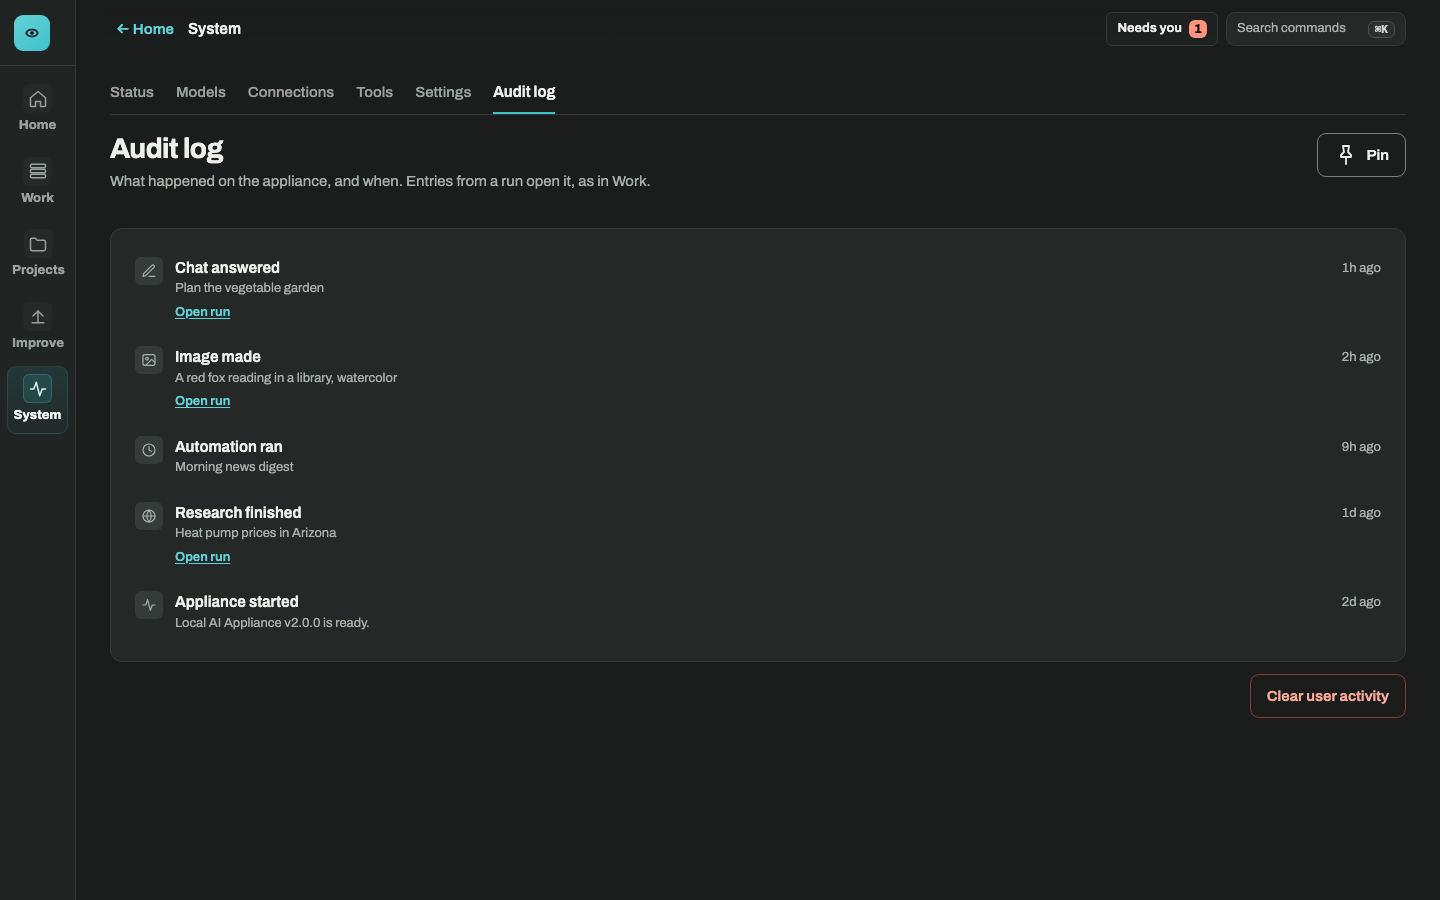 ← Home System
Needs you 1
Search commands ⌘K
Home
Work
Projects
Improve
System
Status Models Connections Tools Settings Audit log
Audit log
What happened on the appliance, and when. Entries from a run open it, as in Work.
Pin
Chat answered 1h ago
Plan the vegetable garden
Open run
Image made 2h ago
A red fox reading in a library, watercolor
Open run
Automation ran 9h ago
Morning news digest
Research finished 1d ago
Heat pump prices in Arizona
Open run
Appliance started 2d ago
Local AI Appliance v2.0.0 is ready.
Clear user activity